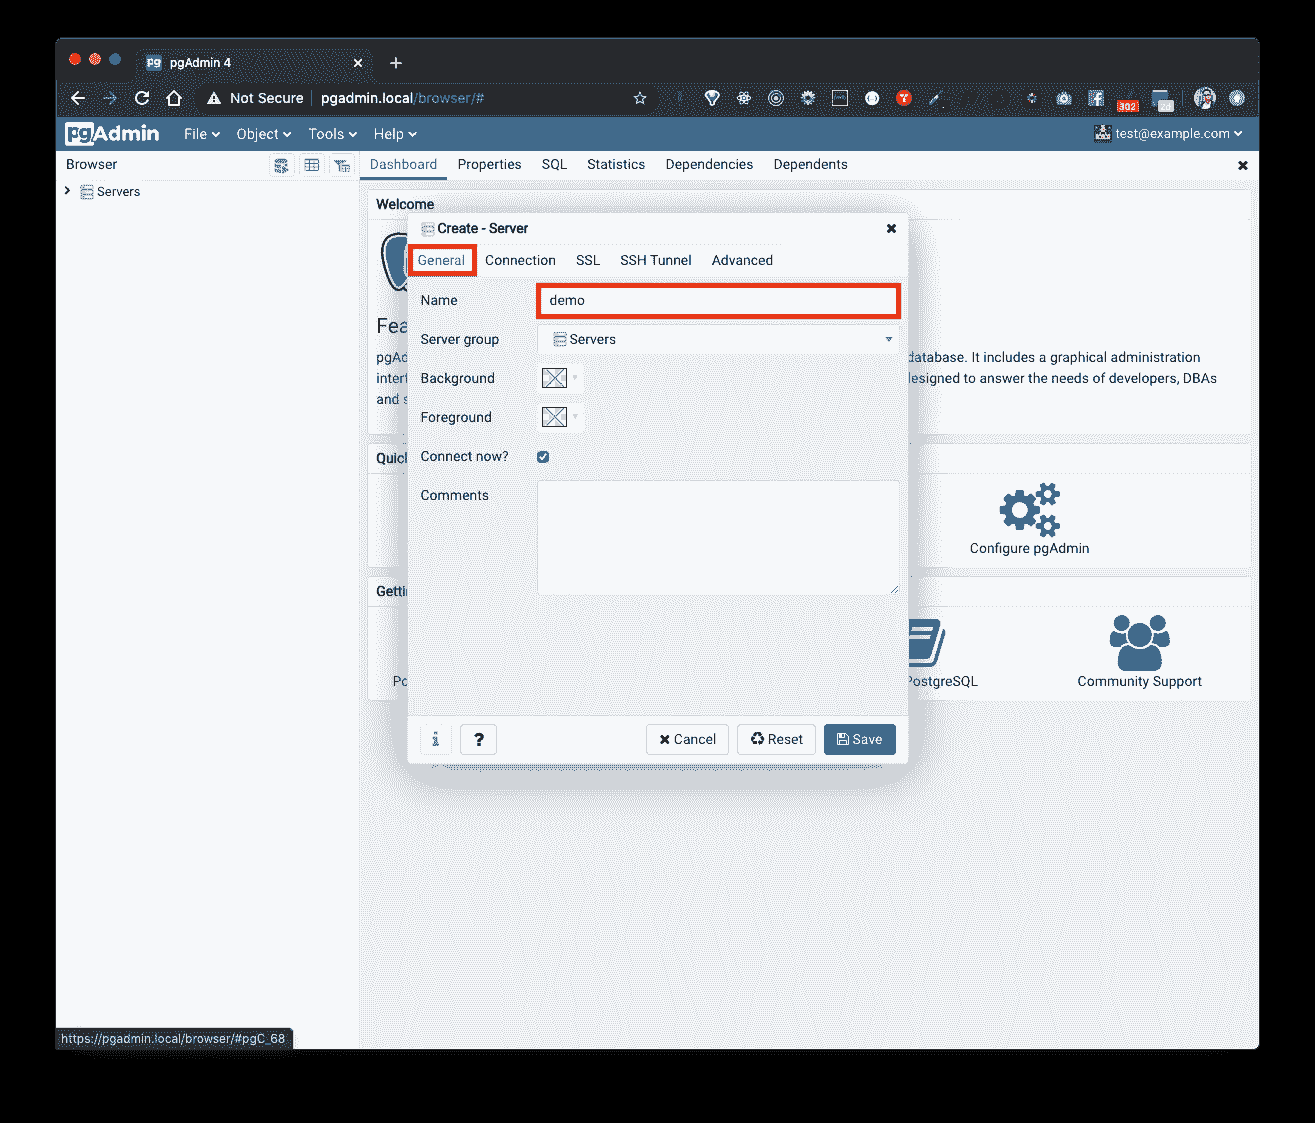 pg pgAdmin 4
Not Secure pgadmin.local/browser/#
302
pgAdmin File Object Tools Help test@example.com
Browser Dashboard Properties SQL Statistics Dependencies Dependents
Servers
Welcome
Create - Server
General Connection SSL SSH Tunnel Advanced
Name demo
Fea
Server group Servers
pgAd database. It includes a graphical administration
Background
inter designed to answer the needs of developers, DBAs
and s
Foreground
Quick Connect now?
Comments
Configure pgAdmin
Getti
Po PostgreSQL Community Support
i ? Cancel Reset Save
https://pgadmin.local/browser/#pgC_68